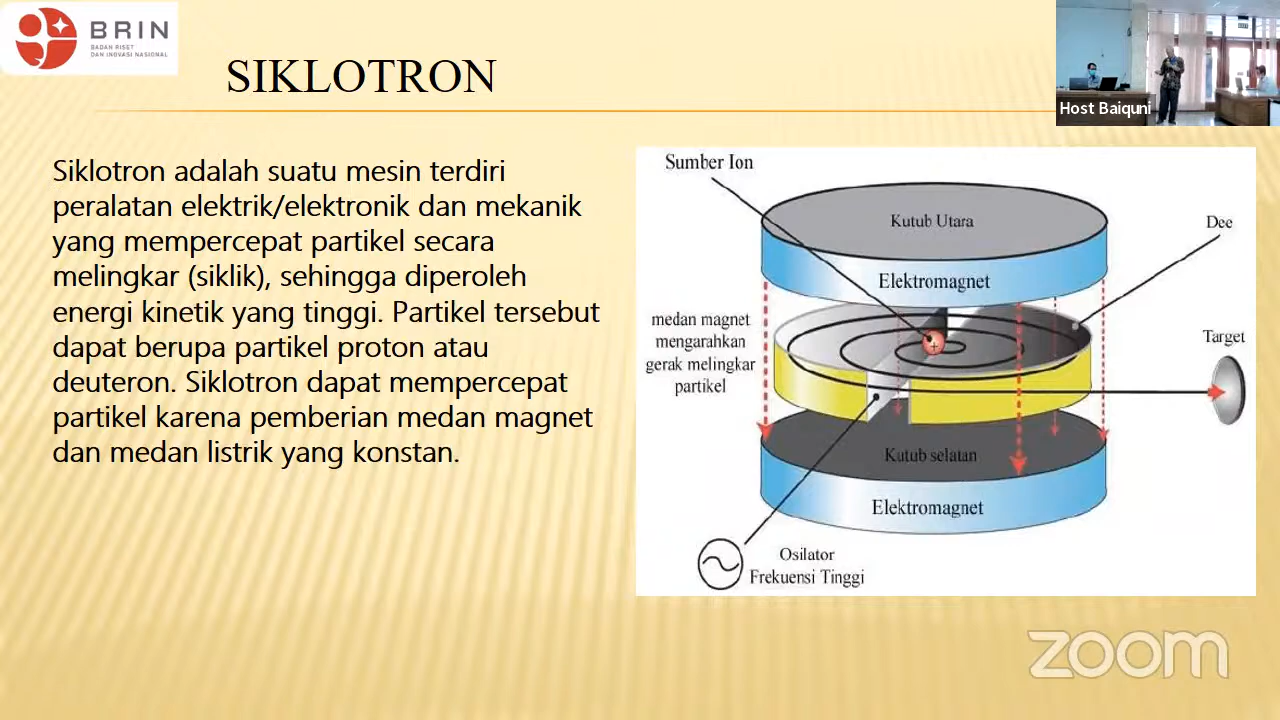 BRIN
BADAN RISET
DAN INOVASI NASIONAL
SIKLOTRON
Host Baiquni
Siklotron adalah suatu mesin terdiri
peralatan elektrik/elektronik dan mekanik
yang mempercepat partikel secara
melingkar (siklik), sehingga diperoleh
energi kinetik yang tinggi. Partikel tersebut
dapat berupa partikel proton atau
deuteron. Siklotron dapat mempercepat
partikel karena pemberian medan magnet
dan medan listrik yang konstan.
Sumber Ion
Kutub Utara
Dee
Elektromagnet
medan magnet
mengarahkan
gerak melingkar
partikel
Target
+
Kutub selatan
Elektromagnet
Osilator
Frekuensi Tinggi
zoom